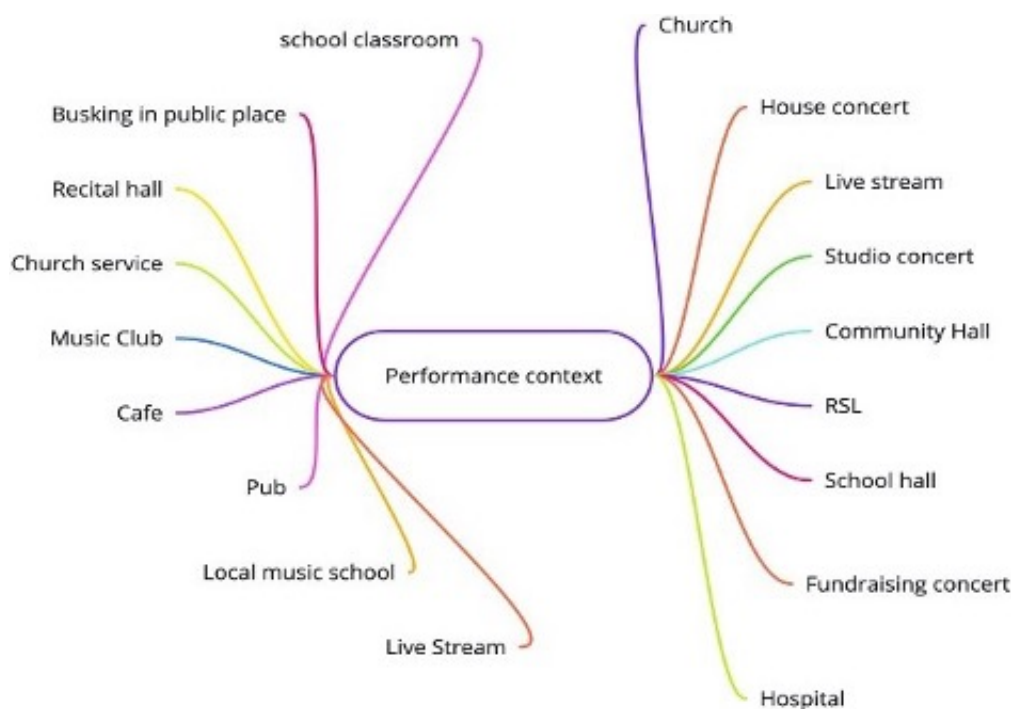 school classroom
Church
Busking in public place
House concert
Recital hall
Live stream
Church service
Studio concert
Music Club
Community Hall
Performance context
Cafe
RSL
Pub
School hall
Local music school
Fundraising concert
Live Stream
Hospital